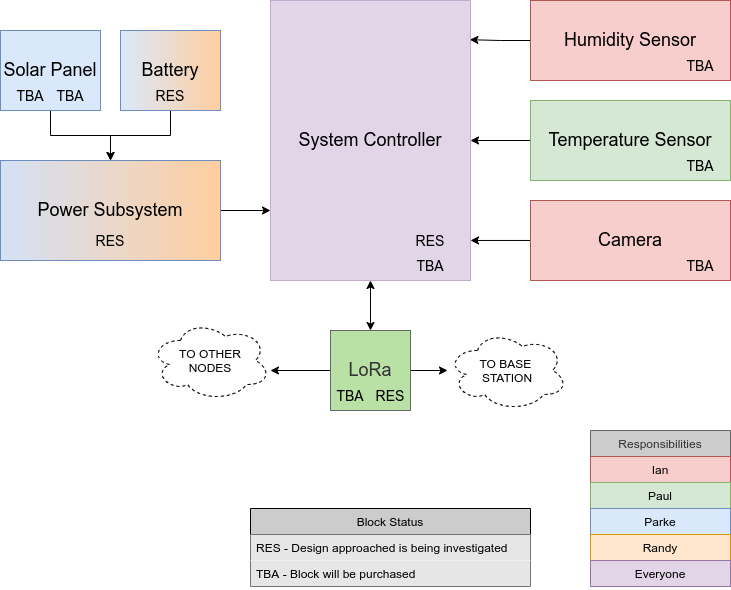 Solar Panel
TBA TBA
Battery
RES
Power Subsystem
RES
System Controller
RES
TBA
Humidity Sensor
TBA
Temperature Sensor
TBA
Camera
TBA
TO OTHER
NODES
LoRa
TBA RES
TO BASE
STATION
Block Status
RES - Design approached is being investigated
TBA - Block will be purchased
Responsibilities
Ian
Paul
Parke
Randy
Everyone